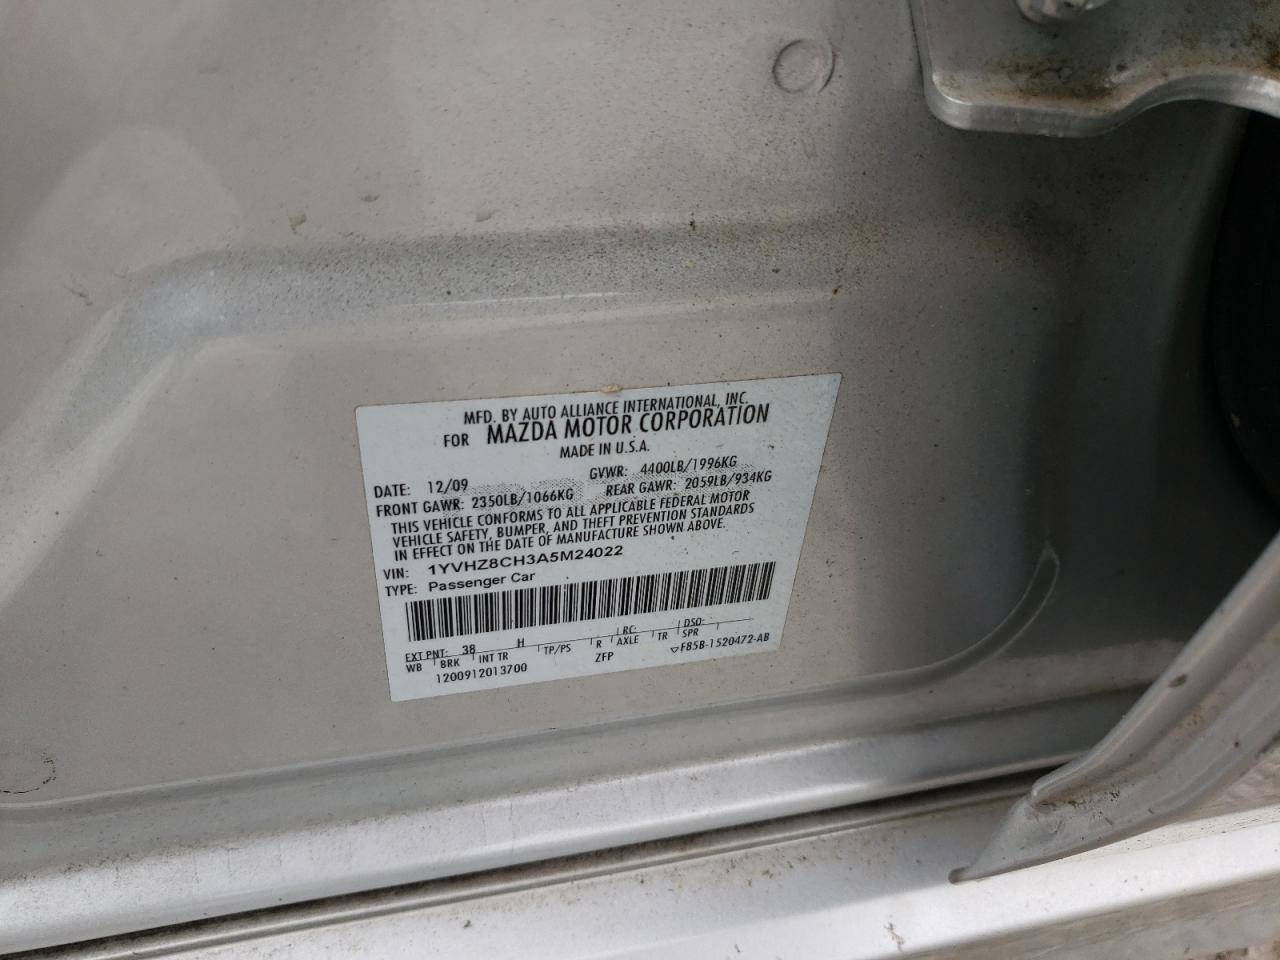 MFD. BY AUTO ALLIANCE INTERNATIONAL, INC.
FOR MAZDA MOTOR CORPORATION
MADE IN U.S.A.
DATE: 12/09 GVWR: 4400LB/1996KG
FRONT GAWR: 2350LB/1066KG REAR GAWR: 2059LB/934KG
THIS VEHICLE CONFORMS TO ALL APPLICABLE FEDERAL MOTOR
VEHICLE SAFETY, BUMPER, AND THEFT PREVENTION STANDARDS
IN EFFECT ON THE DATE OF MANUFACTURE SHOWN ABOVE.
VIN: 1YVHZ8CH3A5M24022
TYPE: Passenger Car
EXT PNT: 38 H RC: DSO:
WB BRK INT TR TP/PS R AXLE TR SPR
1200912013700 ZFP ▽F85B-1520472-AB